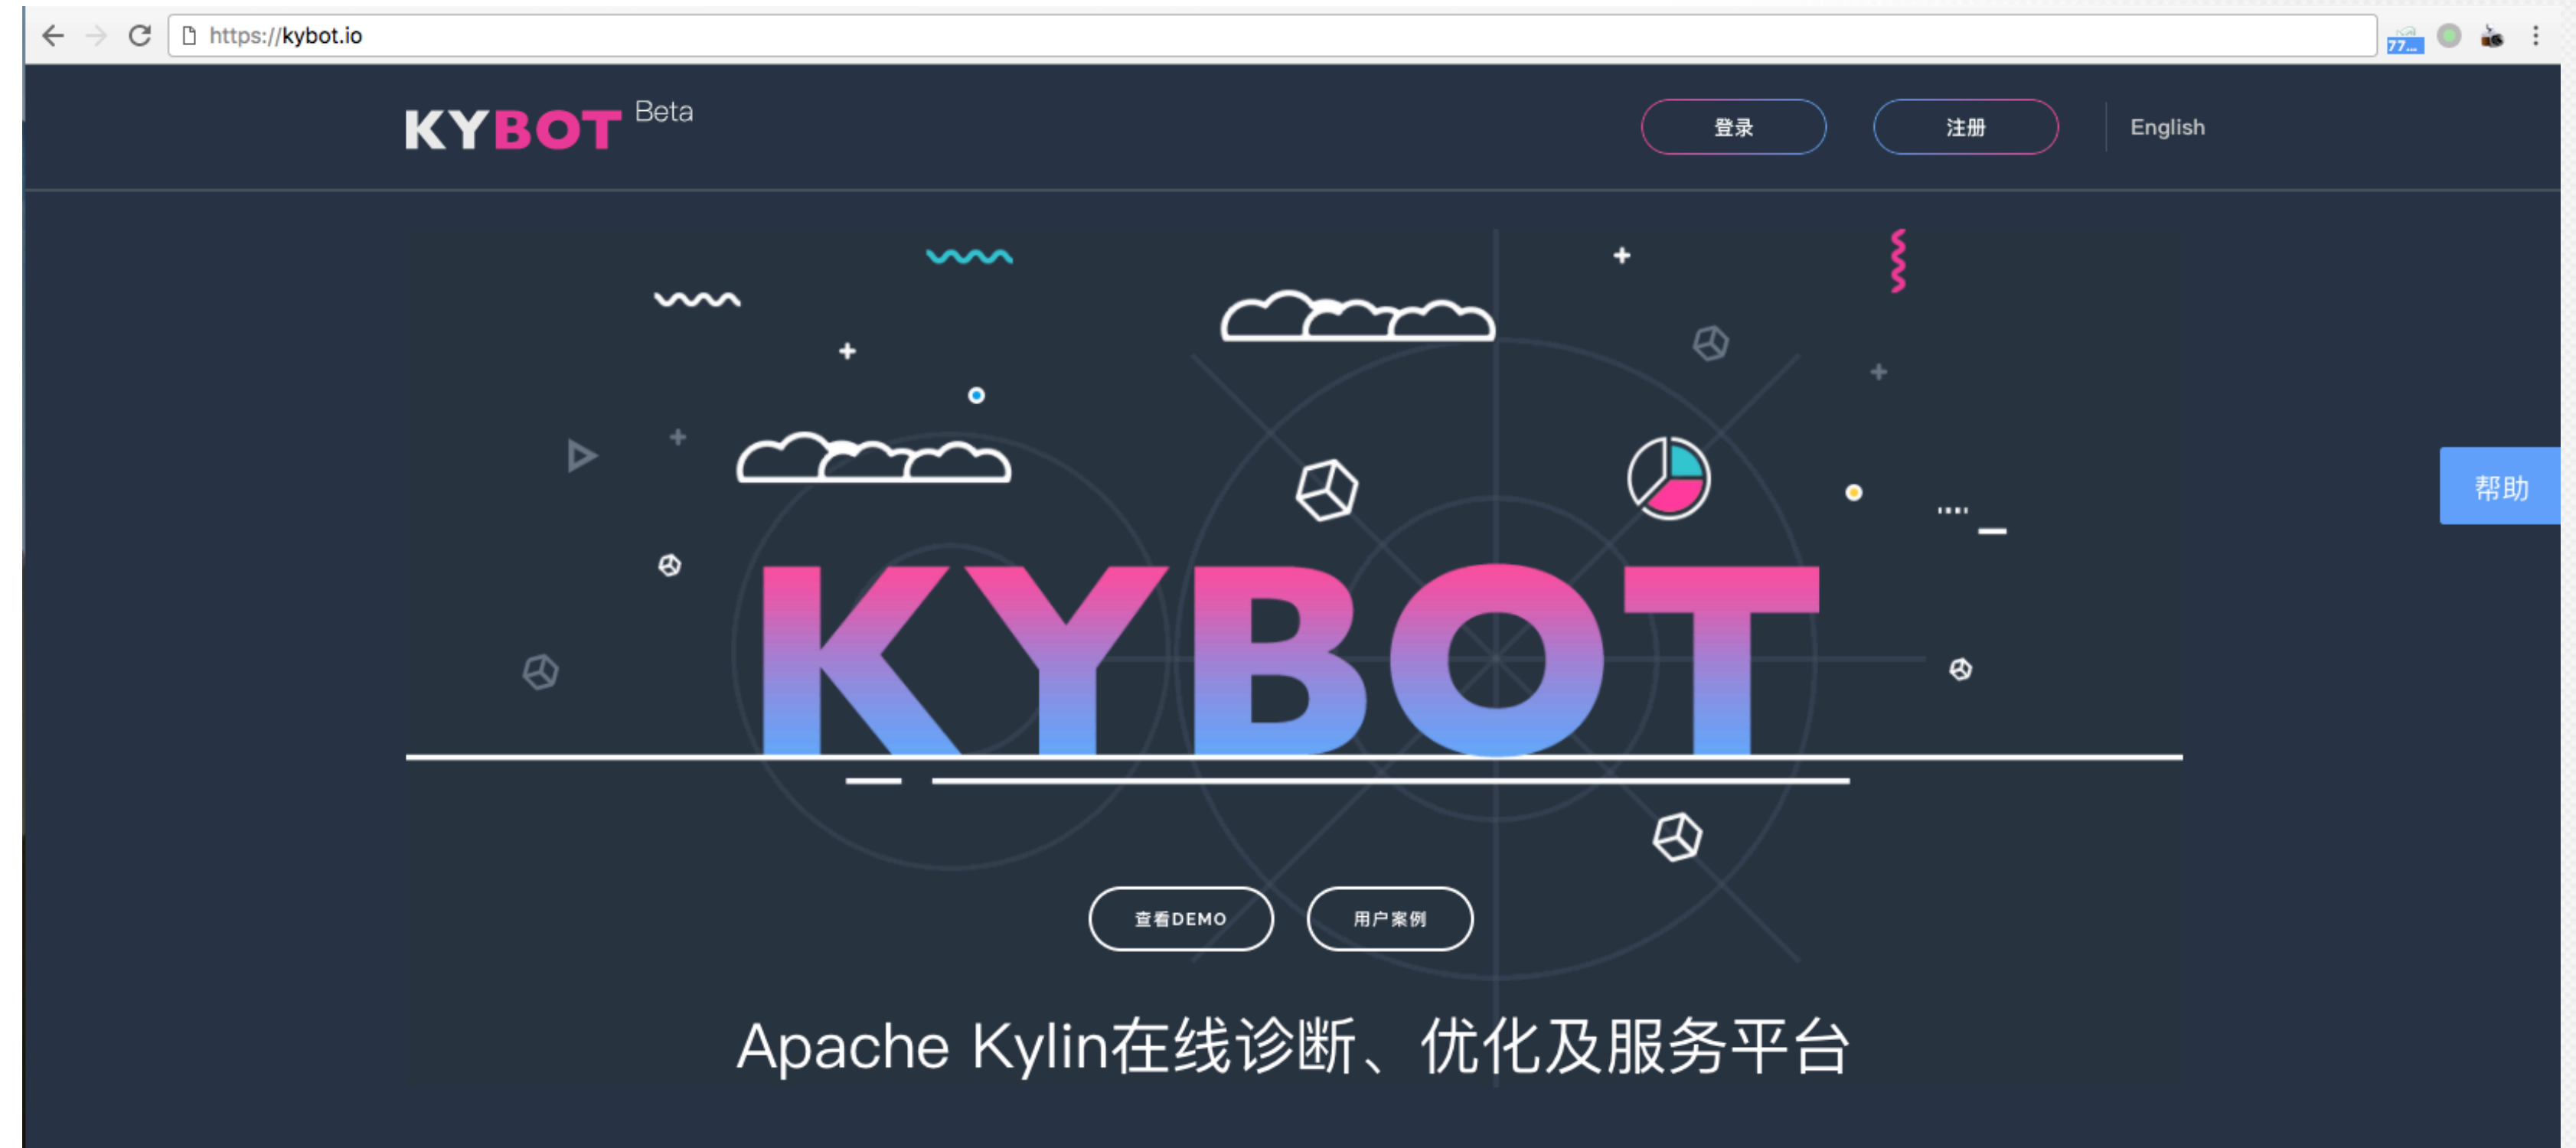 https://kybot.io
77...
KYBOT Beta
登录
注册
English
帮助
KYBOT
查看DEMO
用户案例
Apache Kylin在线诊断、优化及服务平台